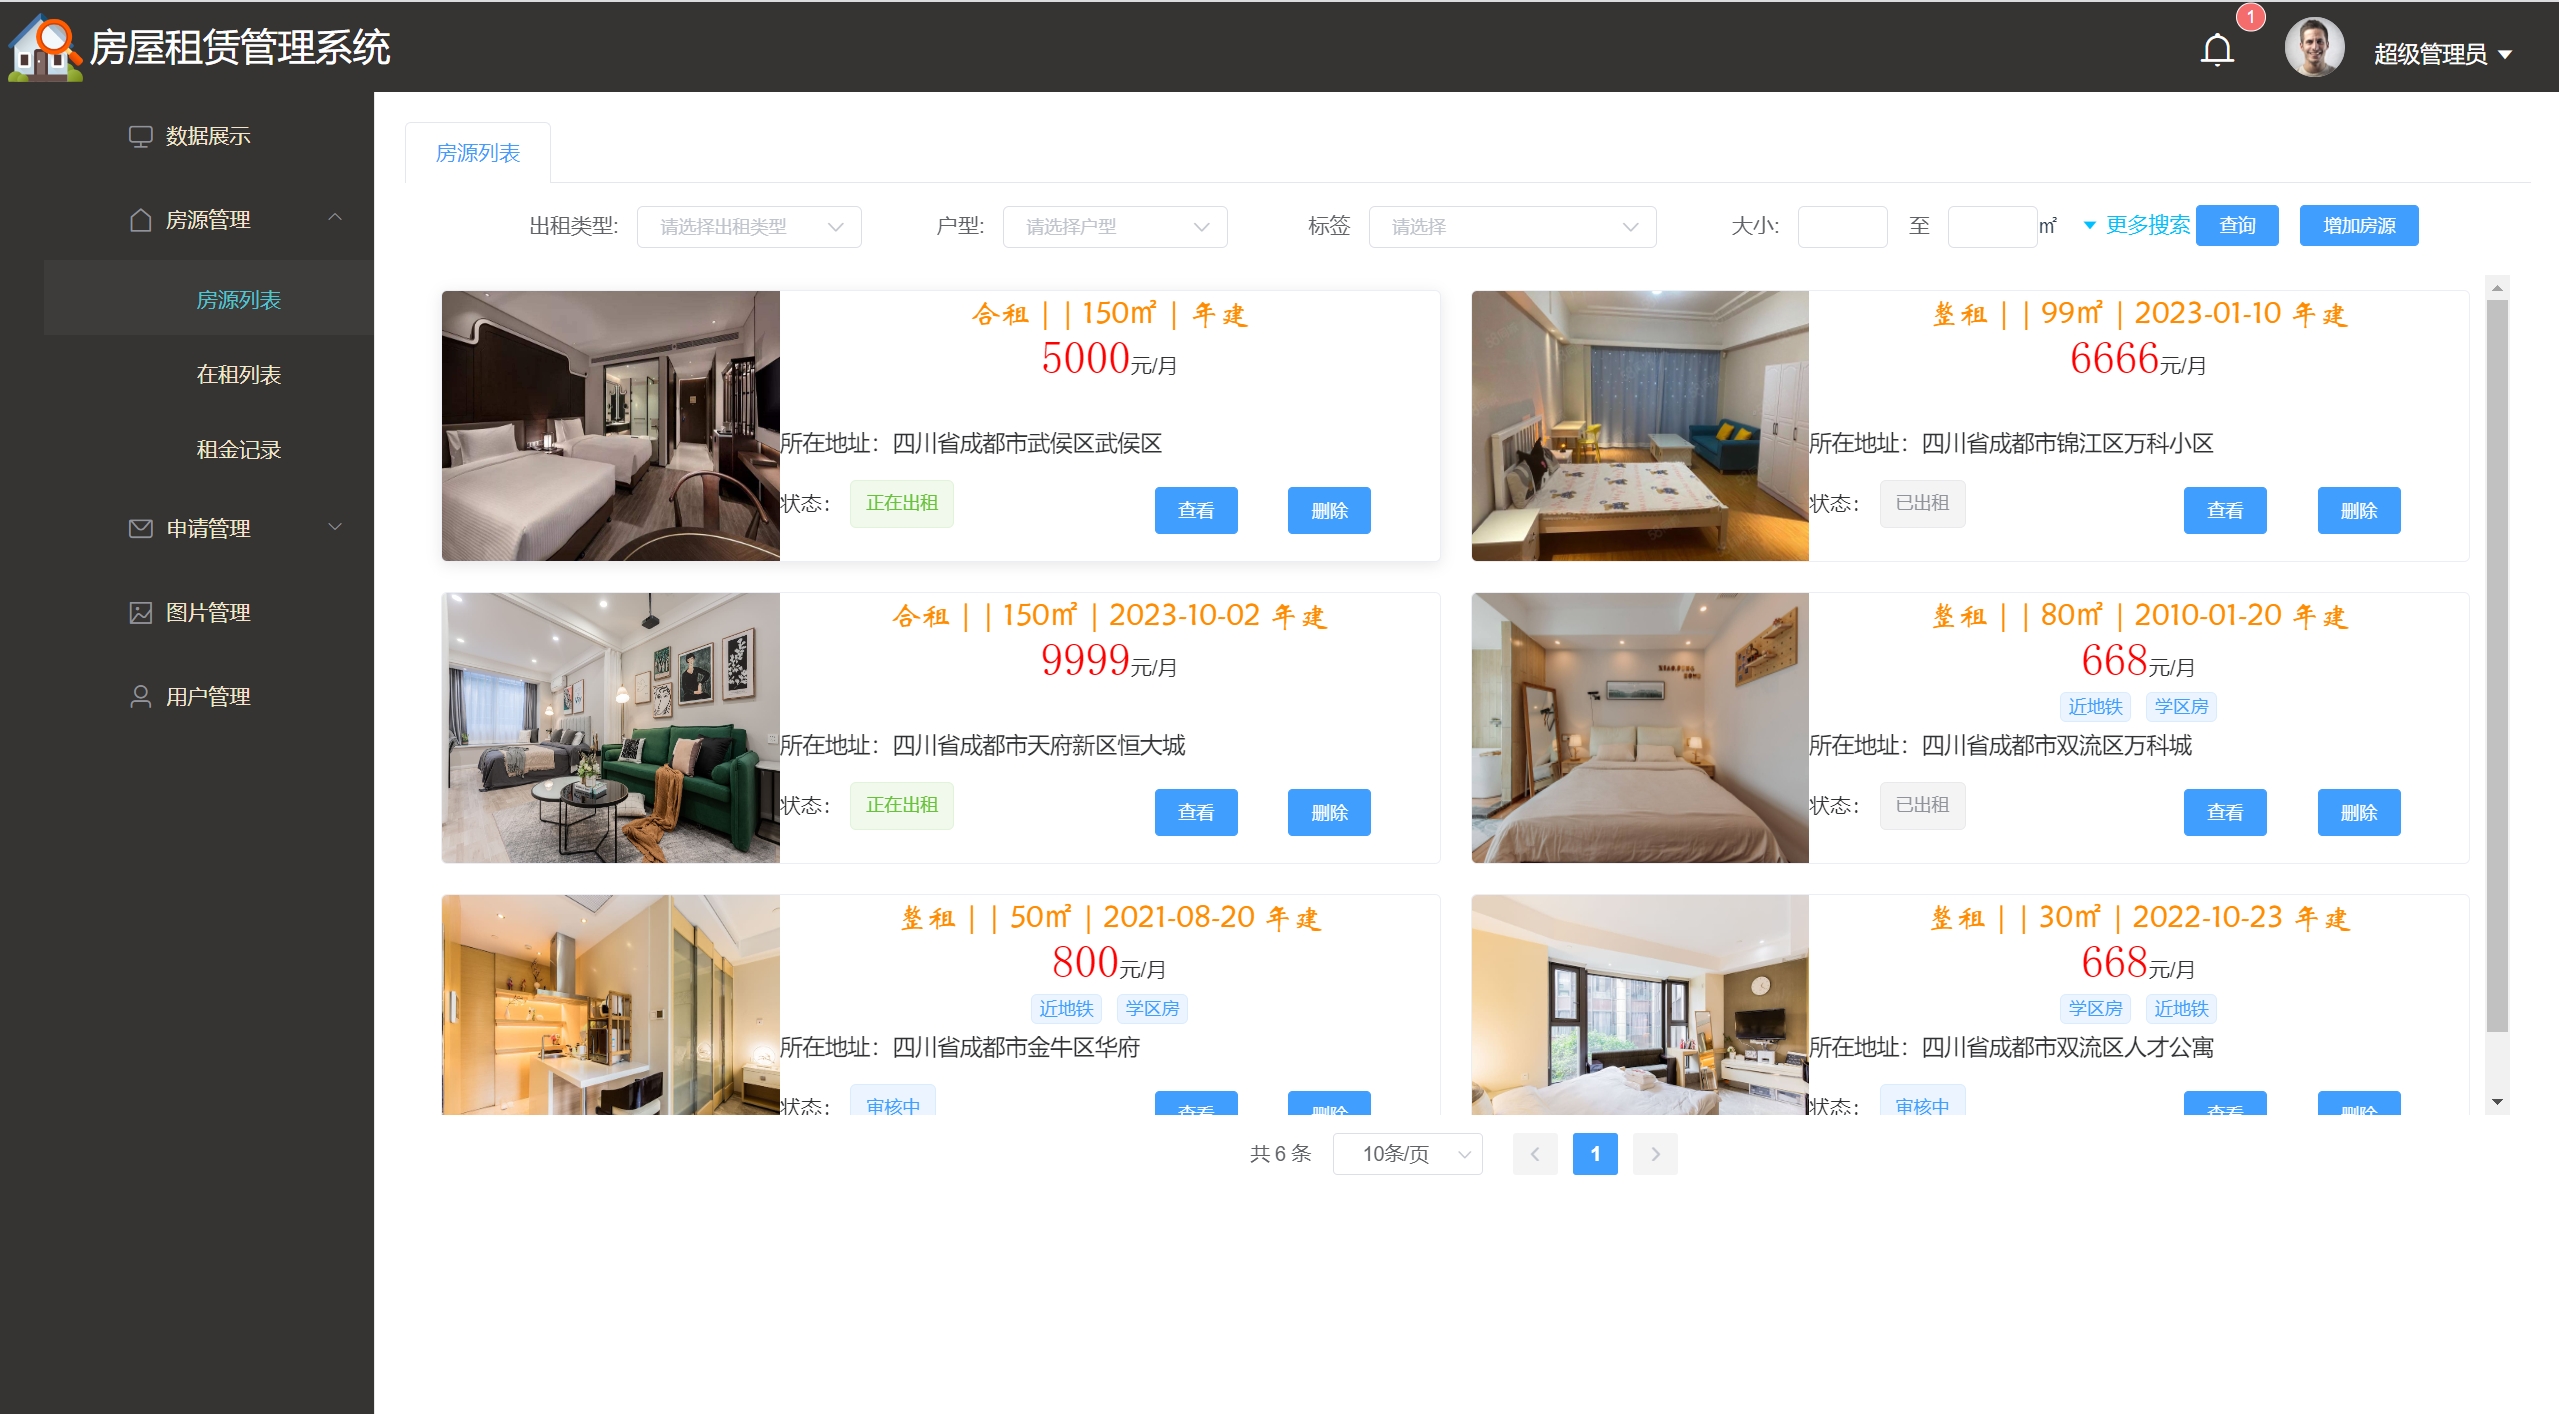 房屋租赁管理系统
1
超级管理员
数据展示
房源管理
房源列表
在租列表
租金记录
申请管理
图片管理
用户管理
房源列表
出租类型: 请选择出租类型 户型: 请选择户型 标签 请选择 大小: 至 ㎡ 更多搜索 查询 增加房源
合租 | | 150㎡ | 年建
5000元/月
所在地址：四川省成都市武侯区武侯区
状态： 正在出租 查看 删除
整租 | | 99㎡ | 2023-01-10 年建
6666元/月
所在地址：四川省成都市锦江区万科小区
状态： 已出租 查看 删除
合租 | | 150㎡ | 2023-10-02 年建
9999元/月
所在地址：四川省成都市天府新区恒大城
状态： 正在出租 查看 删除
整租 | | 80㎡ | 2010-01-20 年建
668元/月
近地铁 学区房
所在地址：四川省成都市双流区万科城
状态： 已出租 查看 删除
整租 | | 50㎡ | 2021-08-20 年建
800元/月
近地铁 学区房
所在地址：四川省成都市金牛区华府
状态： 审核中 查看 删除
整租 | | 30㎡ | 2022-10-23 年建
668元/月
学区房 近地铁
所在地址：四川省成都市双流区人才公寓
状态： 审核中 查看 删除
共 6 条 10条/页 1